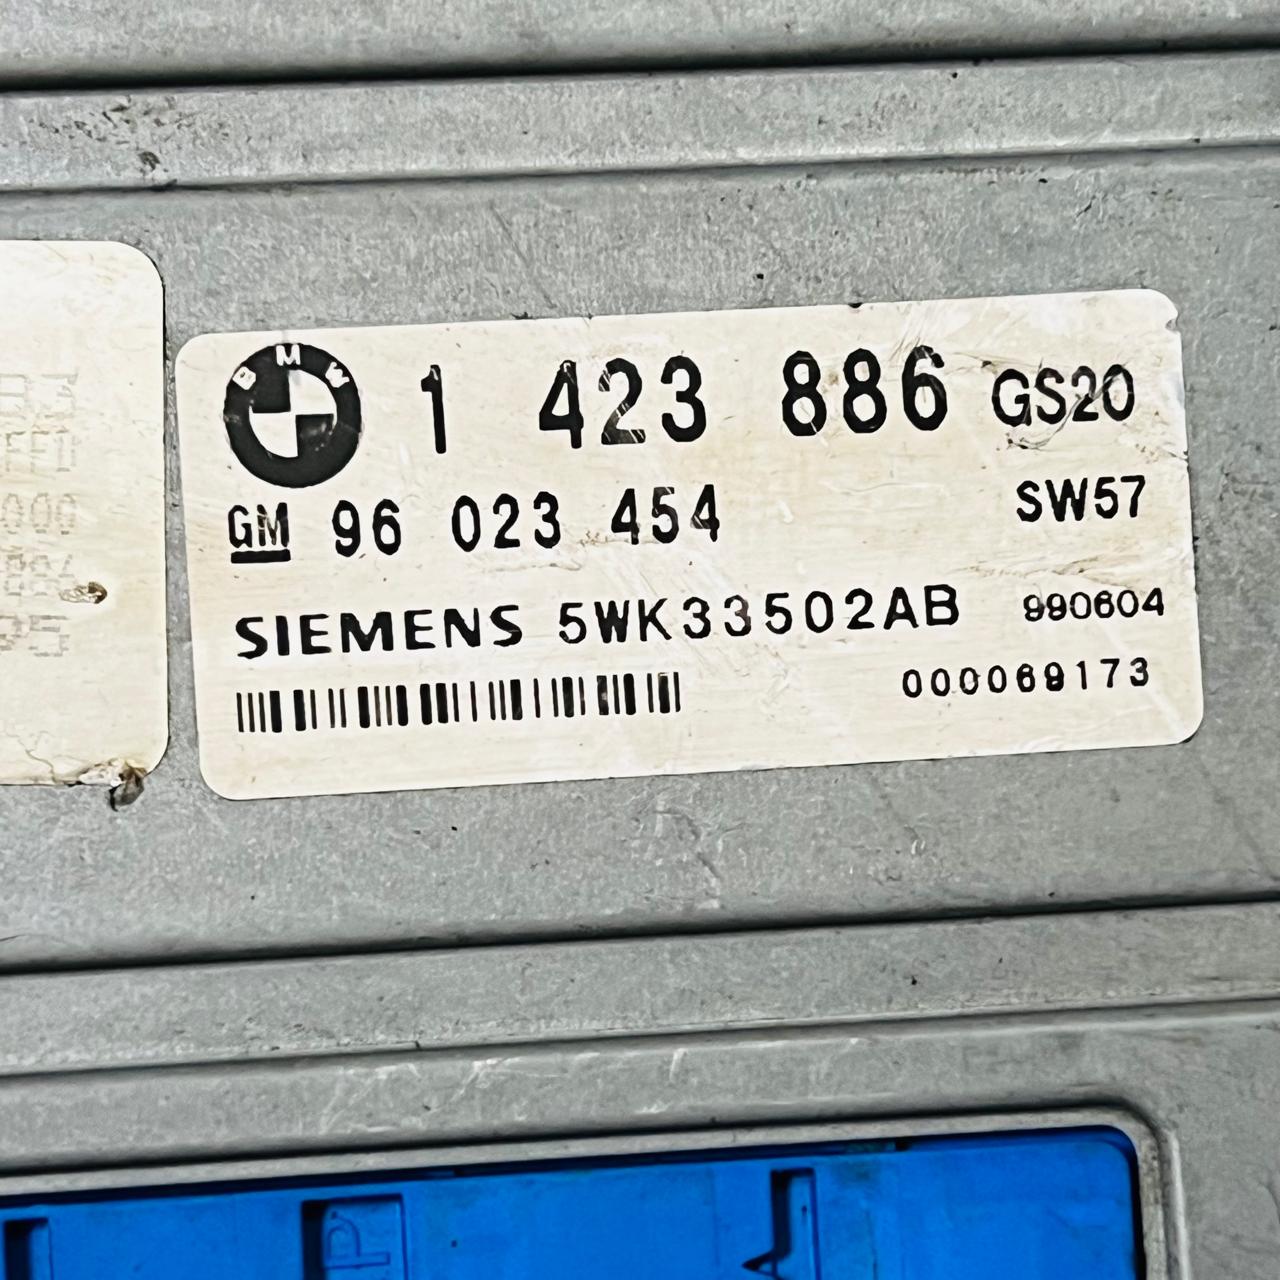 BMW
1 423 886 GS20
GM 96 023 454 SW57
SIEMENS 5WK33502AB 990604
000069173